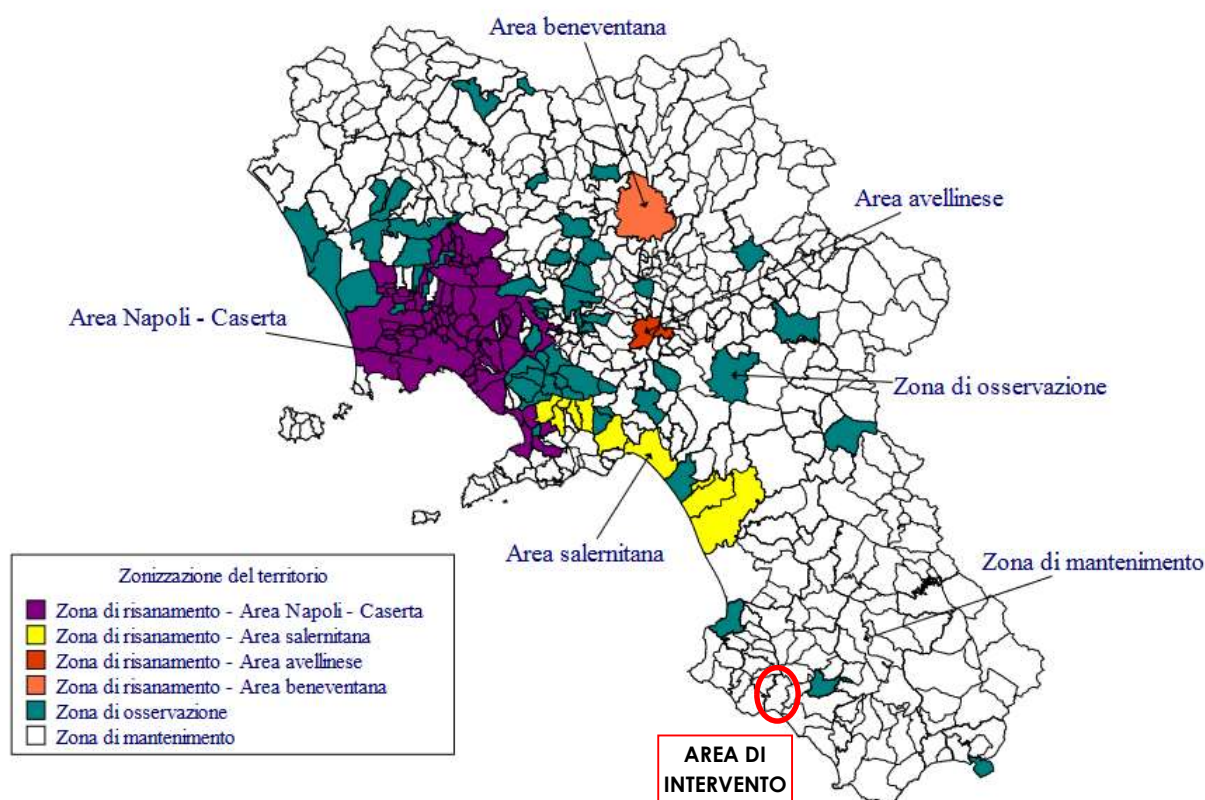 Area beneventana
Area avellinese
Area Napoli - Caserta
Zona di osservazione
Area salernitana
Zona di mantenimento
Zonizzazione del territorio
Zona di risanamento - Area Napoli - Caserta
Zona di risanamento - Area salernitana
Zona di risanamento - Area avellinese
Zona di risanamento - Area beneventana
Zona di osservazione
Zona di mantenimento
AREA DI
INTERVENTO